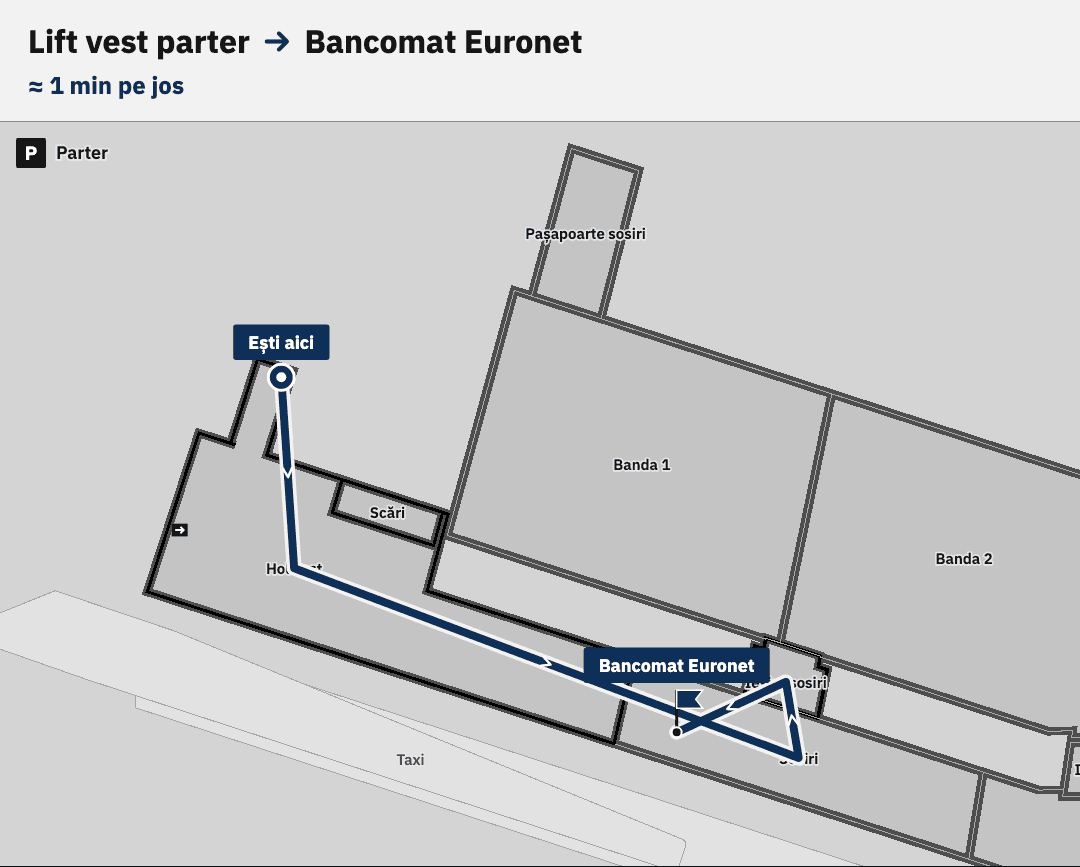 Lift vest parter → Bancomat Euronet
≈ 1 min pe jos
P Parter
Pașapoarte sosiri
Ești aici
Banda 1
Scări
Banda 2
Bancomat Euronet
sosiri
Taxi